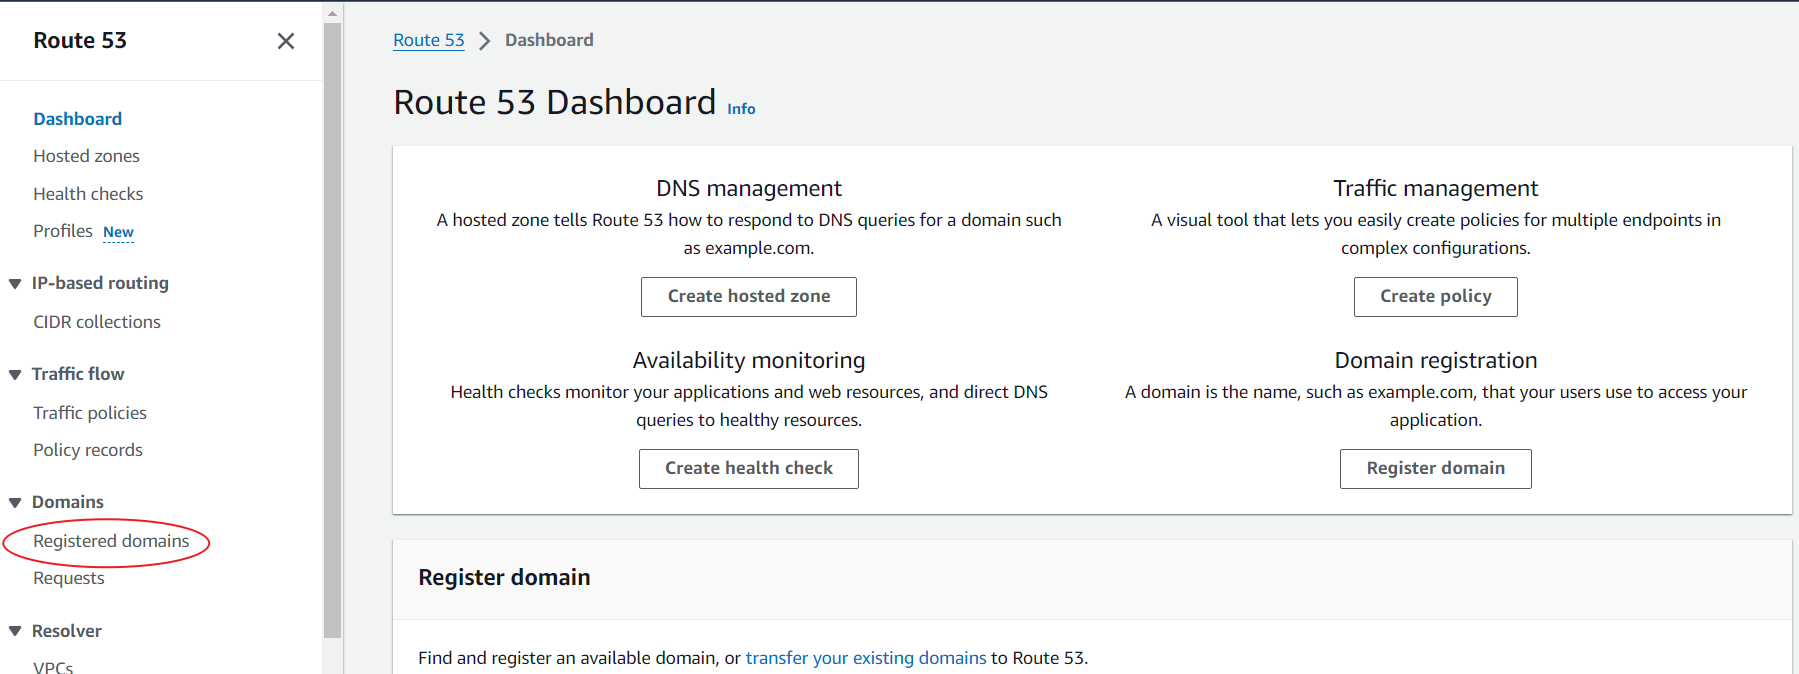 Route 53
Dashboard
Hosted zones
Health checks
Profiles New
IP-based routing
CIDR collections
Traffic flow
Traffic policies
Policy records
Domains
Registered domains
Requests
Resolver
VPCs
Route 53 > Dashboard
Route 53 Dashboard Info
DNS management
A hosted zone tells Route 53 how to respond to DNS queries for a domain such
as example.com.
Create hosted zone
Traffic management
A visual tool that lets you easily create policies for multiple endpoints in
complex configurations.
Create policy
Availability monitoring
Health checks monitor your applications and web resources, and direct DNS
queries to healthy resources.
Create health check
Domain registration
A domain is the name, such as example.com, that your users use to access your
application.
Register domain
Register domain
Find and register an available domain, or transfer your existing domains to Route 53.